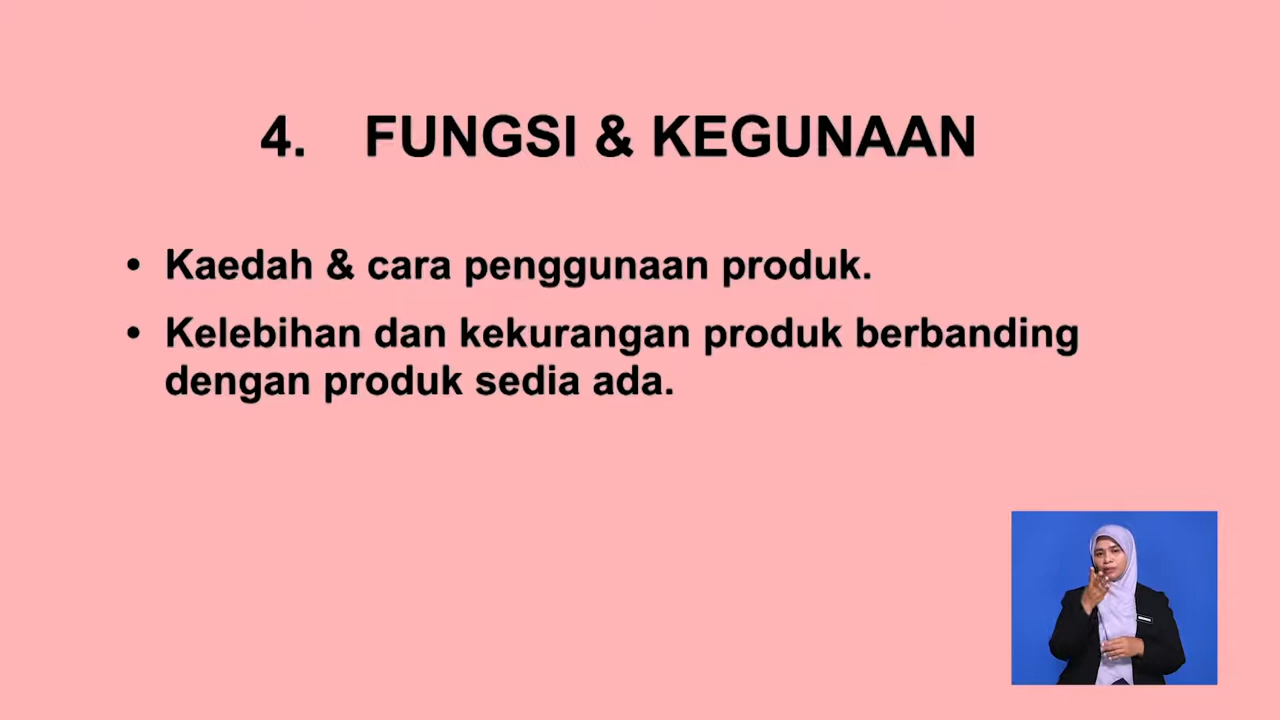 4. FUNGSI & KEGUNAAN
• Kaedah & cara penggunaan produk.
• Kelebihan dan kekurangan produk berbanding
dengan produk sedia ada.